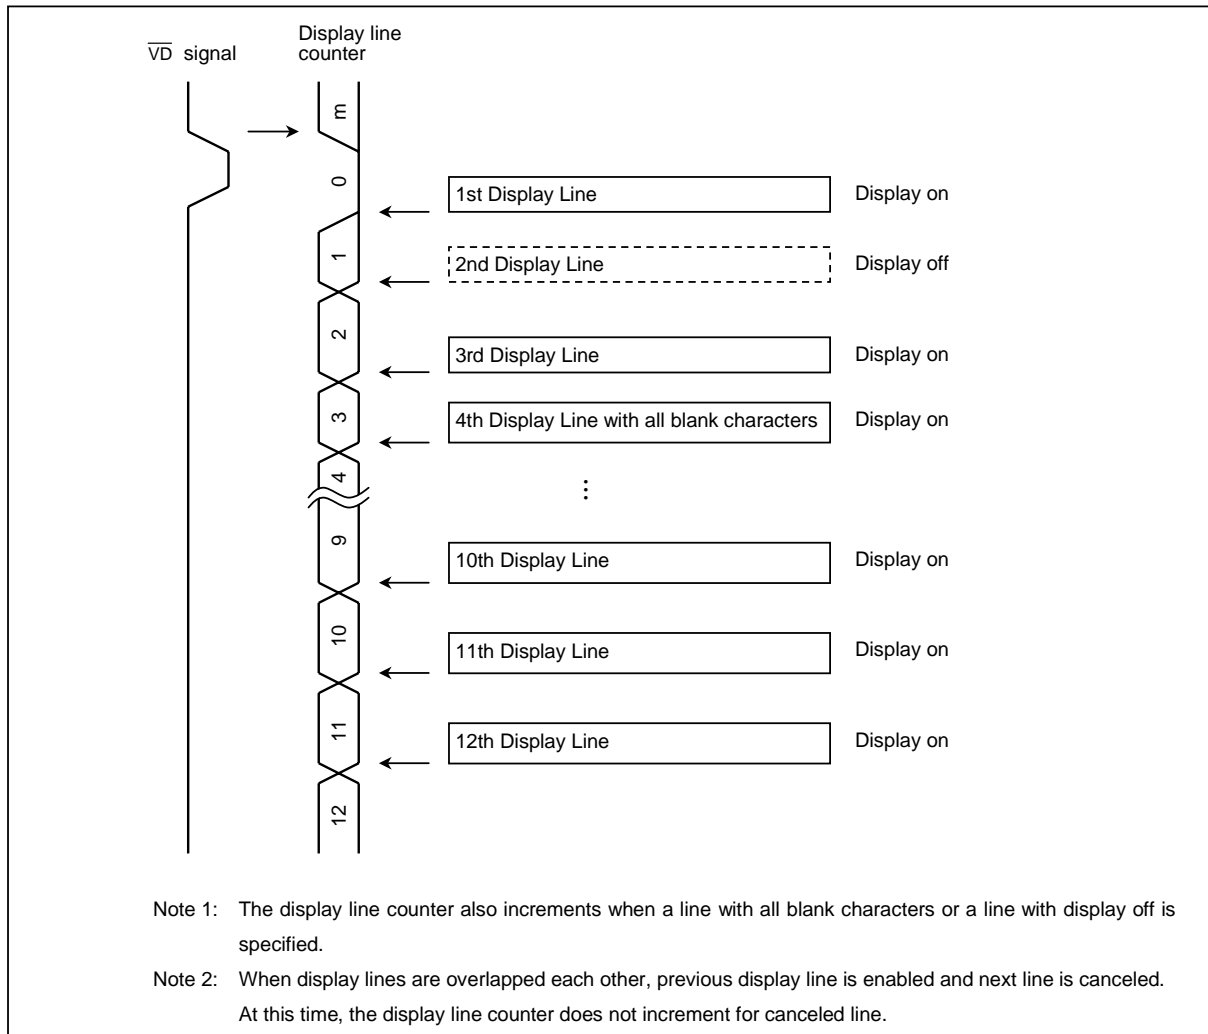 VD signal
Display line
counter
m
0
1st Display Line Display on
1
2nd Display Line Display off
2
3rd Display Line Display on
3
4th Display Line with all blank characters Display on
4
⋮
9
10th Display Line Display on
10
11th Display Line Display on
11
12th Display Line Display on
12
Note 1: The display line counter also increments when a line with all blank characters or a line with display off is
specified.
Note 2: When display lines are overlapped each other, previous display line is enabled and next line is canceled.
At this time, the display line counter does not increment for canceled line.